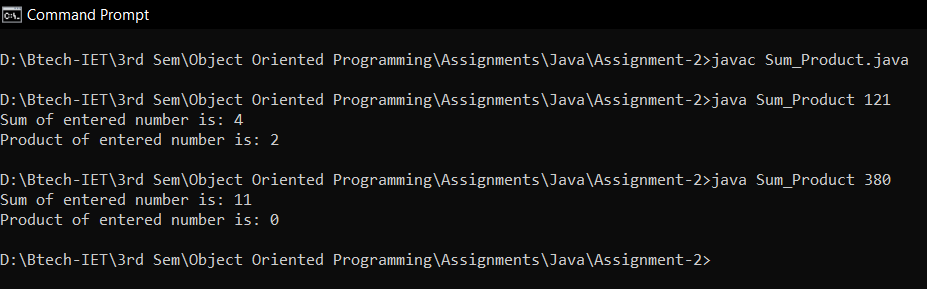 Command Prompt
D:\Btech-IET\3rd Sem\Object Oriented Programming\Assignments\Java\Assignment-2>javac Sum_Product.java
D:\Btech-IET\3rd Sem\Object Oriented Programming\Assignments\Java\Assignment-2>java Sum_Product 121
Sum of entered number is: 4
Product of entered number is: 2
D:\Btech-IET\3rd Sem\Object Oriented Programming\Assignments\Java\Assignment-2>java Sum_Product 380
Sum of entered number is: 11
Product of entered number is: 0
D:\Btech-IET\3rd Sem\Object Oriented Programming\Assignments\Java\Assignment-2>